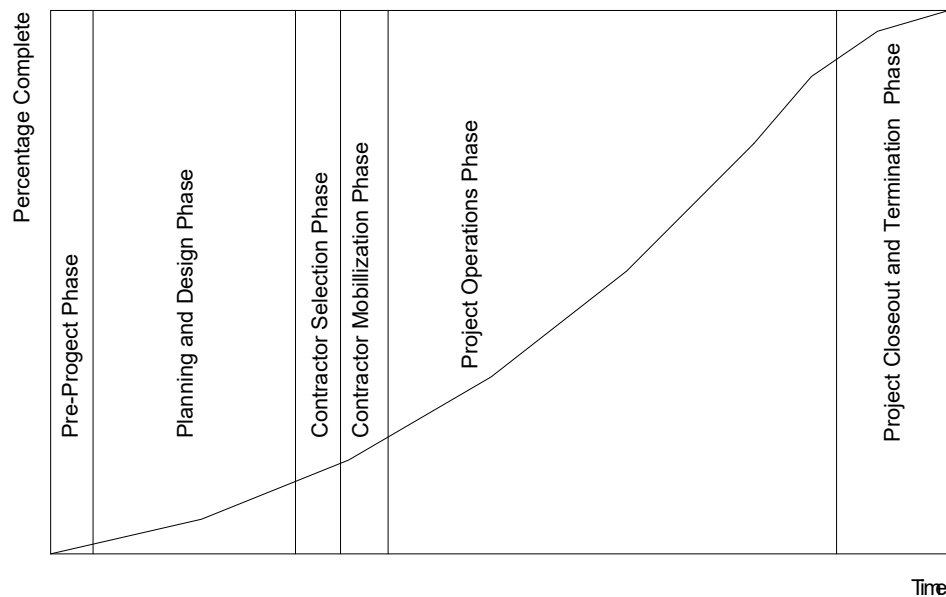 Percentage Complete
Pre-Progect Phase
Planning and Design Phase
Contractor Selection Phase
Contractor Mobillization Phase
Project Operations Phase
Project Closeout and Termination Phase
Time